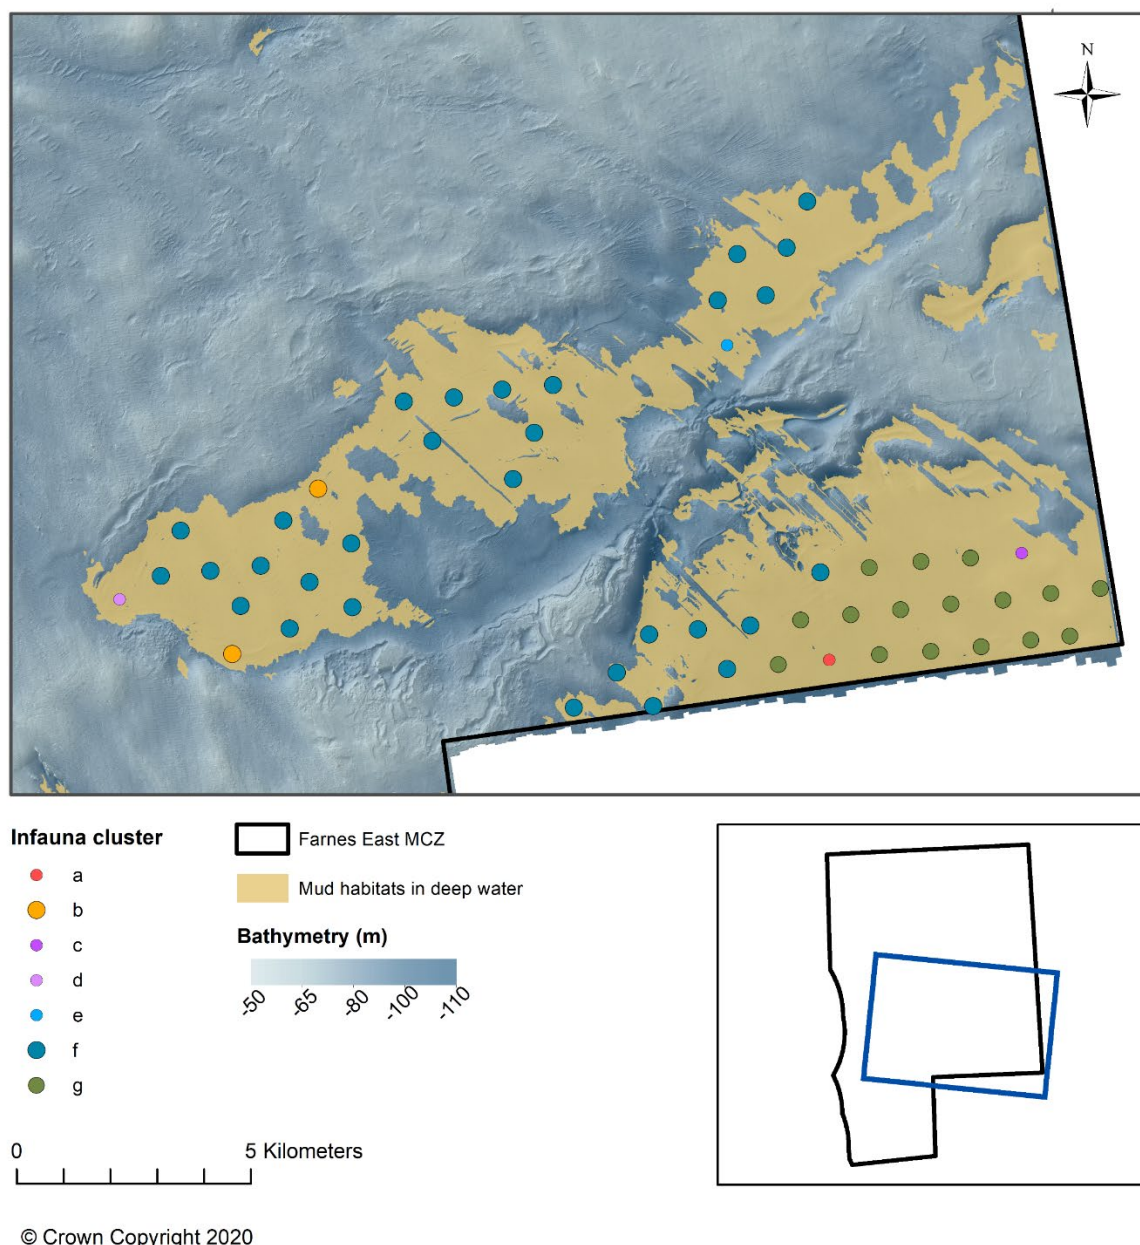 N
Infauna cluster
a
b
c
d
e
f
g
Farnes East MCZ
Mud habitats in deep water
Bathymetry (m)
-50 -65 -80 -100 -110
0 5 Kilometers
© Crown Copyright 2020